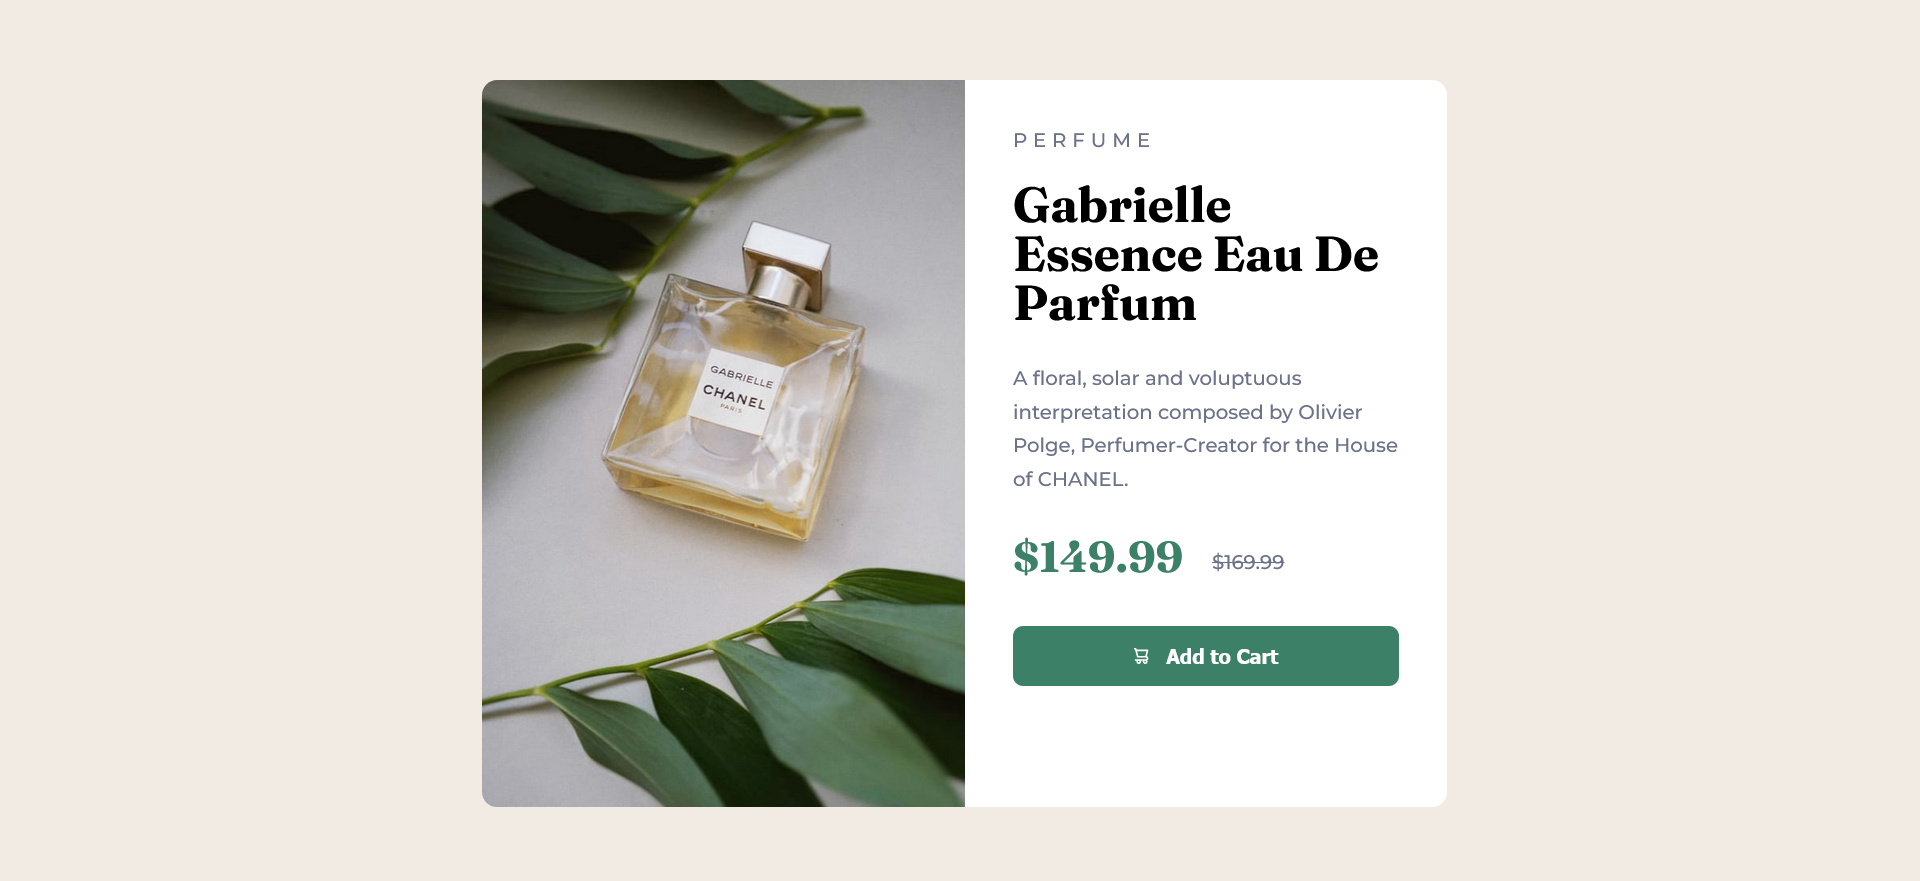 GABRIELLE
CHANEL
PARIS
PERFUME
Gabrielle
Essence Eau De
Parfum
A floral, solar and voluptuous
interpretation composed by Olivier
Polge, Perfumer-Creator for the House
of CHANEL.
$149.99 $169.99
Add to Cart